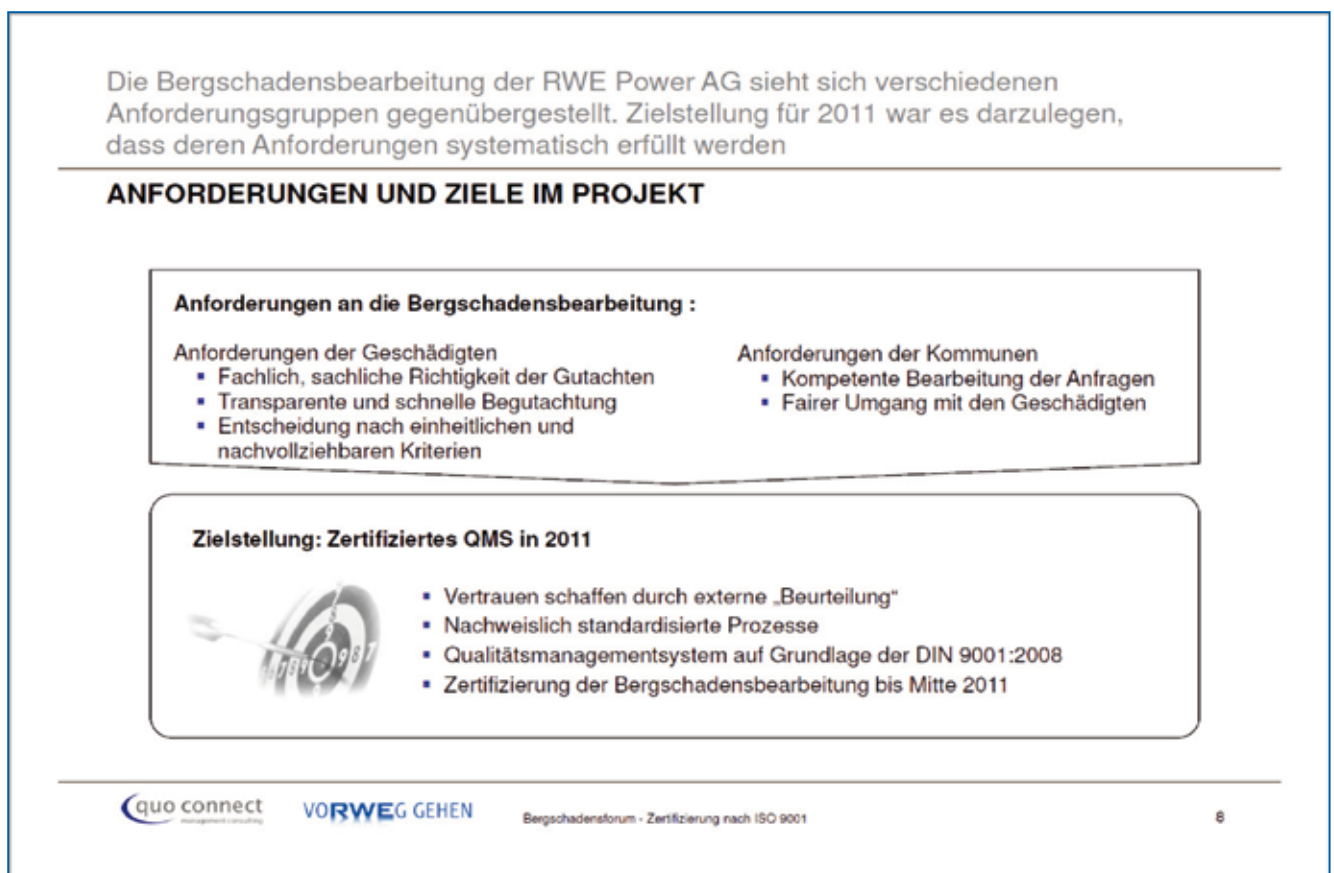 Die Bergschadensbearbeitung der RWE Power AG sieht sich verschiedenen
Anforderungsgruppen gegenübergestellt. Zielstellung für 2011 war es darzulegen,
dass deren Anforderungen systematisch erfüllt werden
ANFORDERUNGEN UND ZIELE IM PROJEKT
Anforderungen an die Bergschadensbearbeitung :
Anforderungen der Geschädigten
▪ Fachlich, sachliche Richtigkeit der Gutachten
▪ Transparente und schnelle Begutachtung
▪ Entscheidung nach einheitlichen und
nachvollziehbaren Kriterien
Anforderungen der Kommunen
▪ Kompetente Bearbeitung der Anfragen
▪ Fairer Umgang mit den Geschädigten
Zielstellung: Zertifiziertes QMS in 2011
▪ Vertrauen schaffen durch externe „Beurteilung“
▪ Nachweislich standardisierte Prozesse
▪ Qualitätsmanagementsystem auf Grundlage der DIN 9001:2008
▪ Zertifizierung der Bergschadensbearbeitung bis Mitte 2011
quo connect
management consulting
VORWEG GEHEN
Bergschadensforum - Zertifizierung nach ISO 9001
8